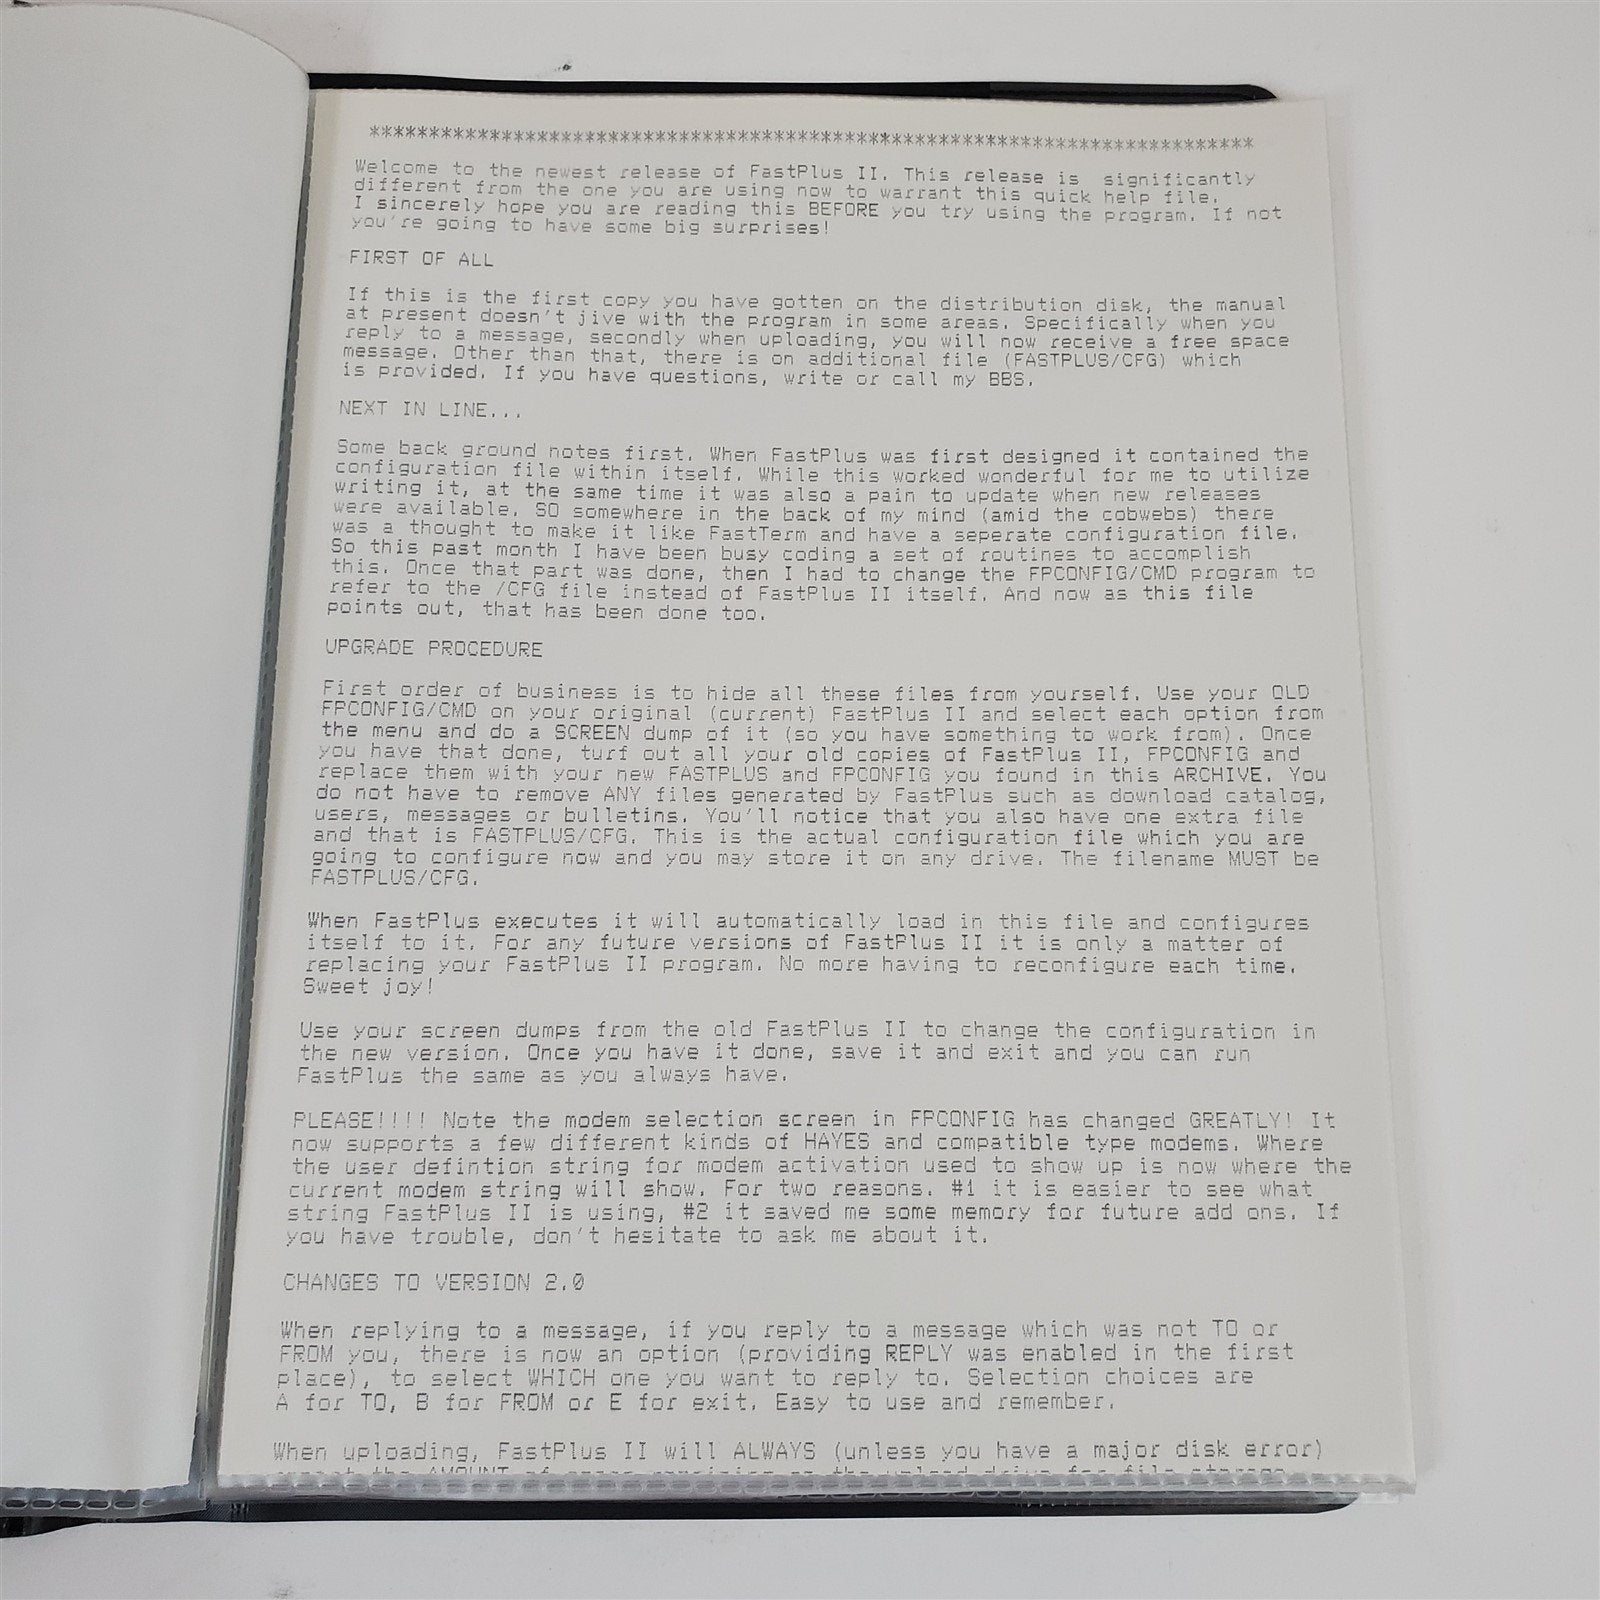 **************************************************************************
Welcome to the newest release of FastPlus II. This release is  significantly
different from the one you are using now to warrant this quick help file.
I sincerely hope you are reading this BEFORE you try using the program. If not
you're going to have some big surprises!
FIRST OF ALL
If this is the first copy you have gotten on the distribution disk, the manual
at present doesn't jive with the program in some areas. Specifically when you
reply to a message, secondly when uploading, you will now receive a free space
message. Other than that, there is on additional file (FASTPLUS/CFG) which
is provided. If you have questions, write or call my BBS.
NEXT IN LINE...
Some back ground notes first. When FastPlus was first designed it contained the
configuration file within itself. While this worked wonderful for me to utilize
writing it, at the same time it was also a pain to update when new releases
were available. SO somewhere in the back of my mind (amid the cobwebs) there
was a thought to make it like FastTerm and have a seperate configuration file.
So this past month I have been busy coding a set of routines to accomplish
this. Once that part was done, then I had to change the FPCONFIG/CMD program to
refer to the /CFG file instead of FastPlus II itself. And now as this file
points out, that has been done too.
UPGRADE PROCEDURE
First order of business is to hide all these files from yourself. Use your OLD
FPCONFIG/CMD on your original (current) FastPlus II and select each option from
the menu and do a SCREEN dump of it (so you have something to work from). Once
you have that done, turf out all your old copies of FastPlus II, FPCONFIG and
replace them with your new FASTPLUS and FPCONFIG you found in this ARCHIVE. You
do not have to remove ANY files generated by FastPlus such as download catalog,
users, messages or bulletins. You'll notice that you also have one extra file
and that is FASTPLUS/CFG. This is the actual configuration file which you are
going to configure now and you may store it on any drive. The filename MUST be
FASTPLUS/CFG.
When FastPlus executes it will automatically load in this file and configures
itself to it. For any future versions of FastPlus II it is only a matter of
replacing your FastPlus II program. No more having to reconfigure each time.
Sweet joy!
Use your screen dumps from the old FastPlus II to change the configuration in
the new version. Once you have it done, save it and exit and you can run
FastPlus the same as you always have.
PLEASE!!!! Note the modem selection screen in FPCONFIG has changed GREATLY! It
now supports a few different kinds of HAYES and compatible type modems. Where
the user defintion string for modem activation used to show up is now where the
current modem string will show. For two reasons. #1 it is easier to see what
string FastPlus II is using, #2 it saved me some memory for future add ons. If
you have trouble, don't hesitate to ask me about it.
CHANGES TO VERSION 2.0
When replying to a message, if you reply to a message which was not TO or
FROM you, there is now an option (providing REPLY was enabled in the first
place), to select WHICH one you want to reply to. Selection choices are
A for TO, B for FROM or E for exit. Easy to use and remember.
When uploading, FastPlus II will ALWAYS (unless you have a major disk error)
the AMOUNT of space remaining on the upload drive for file storage